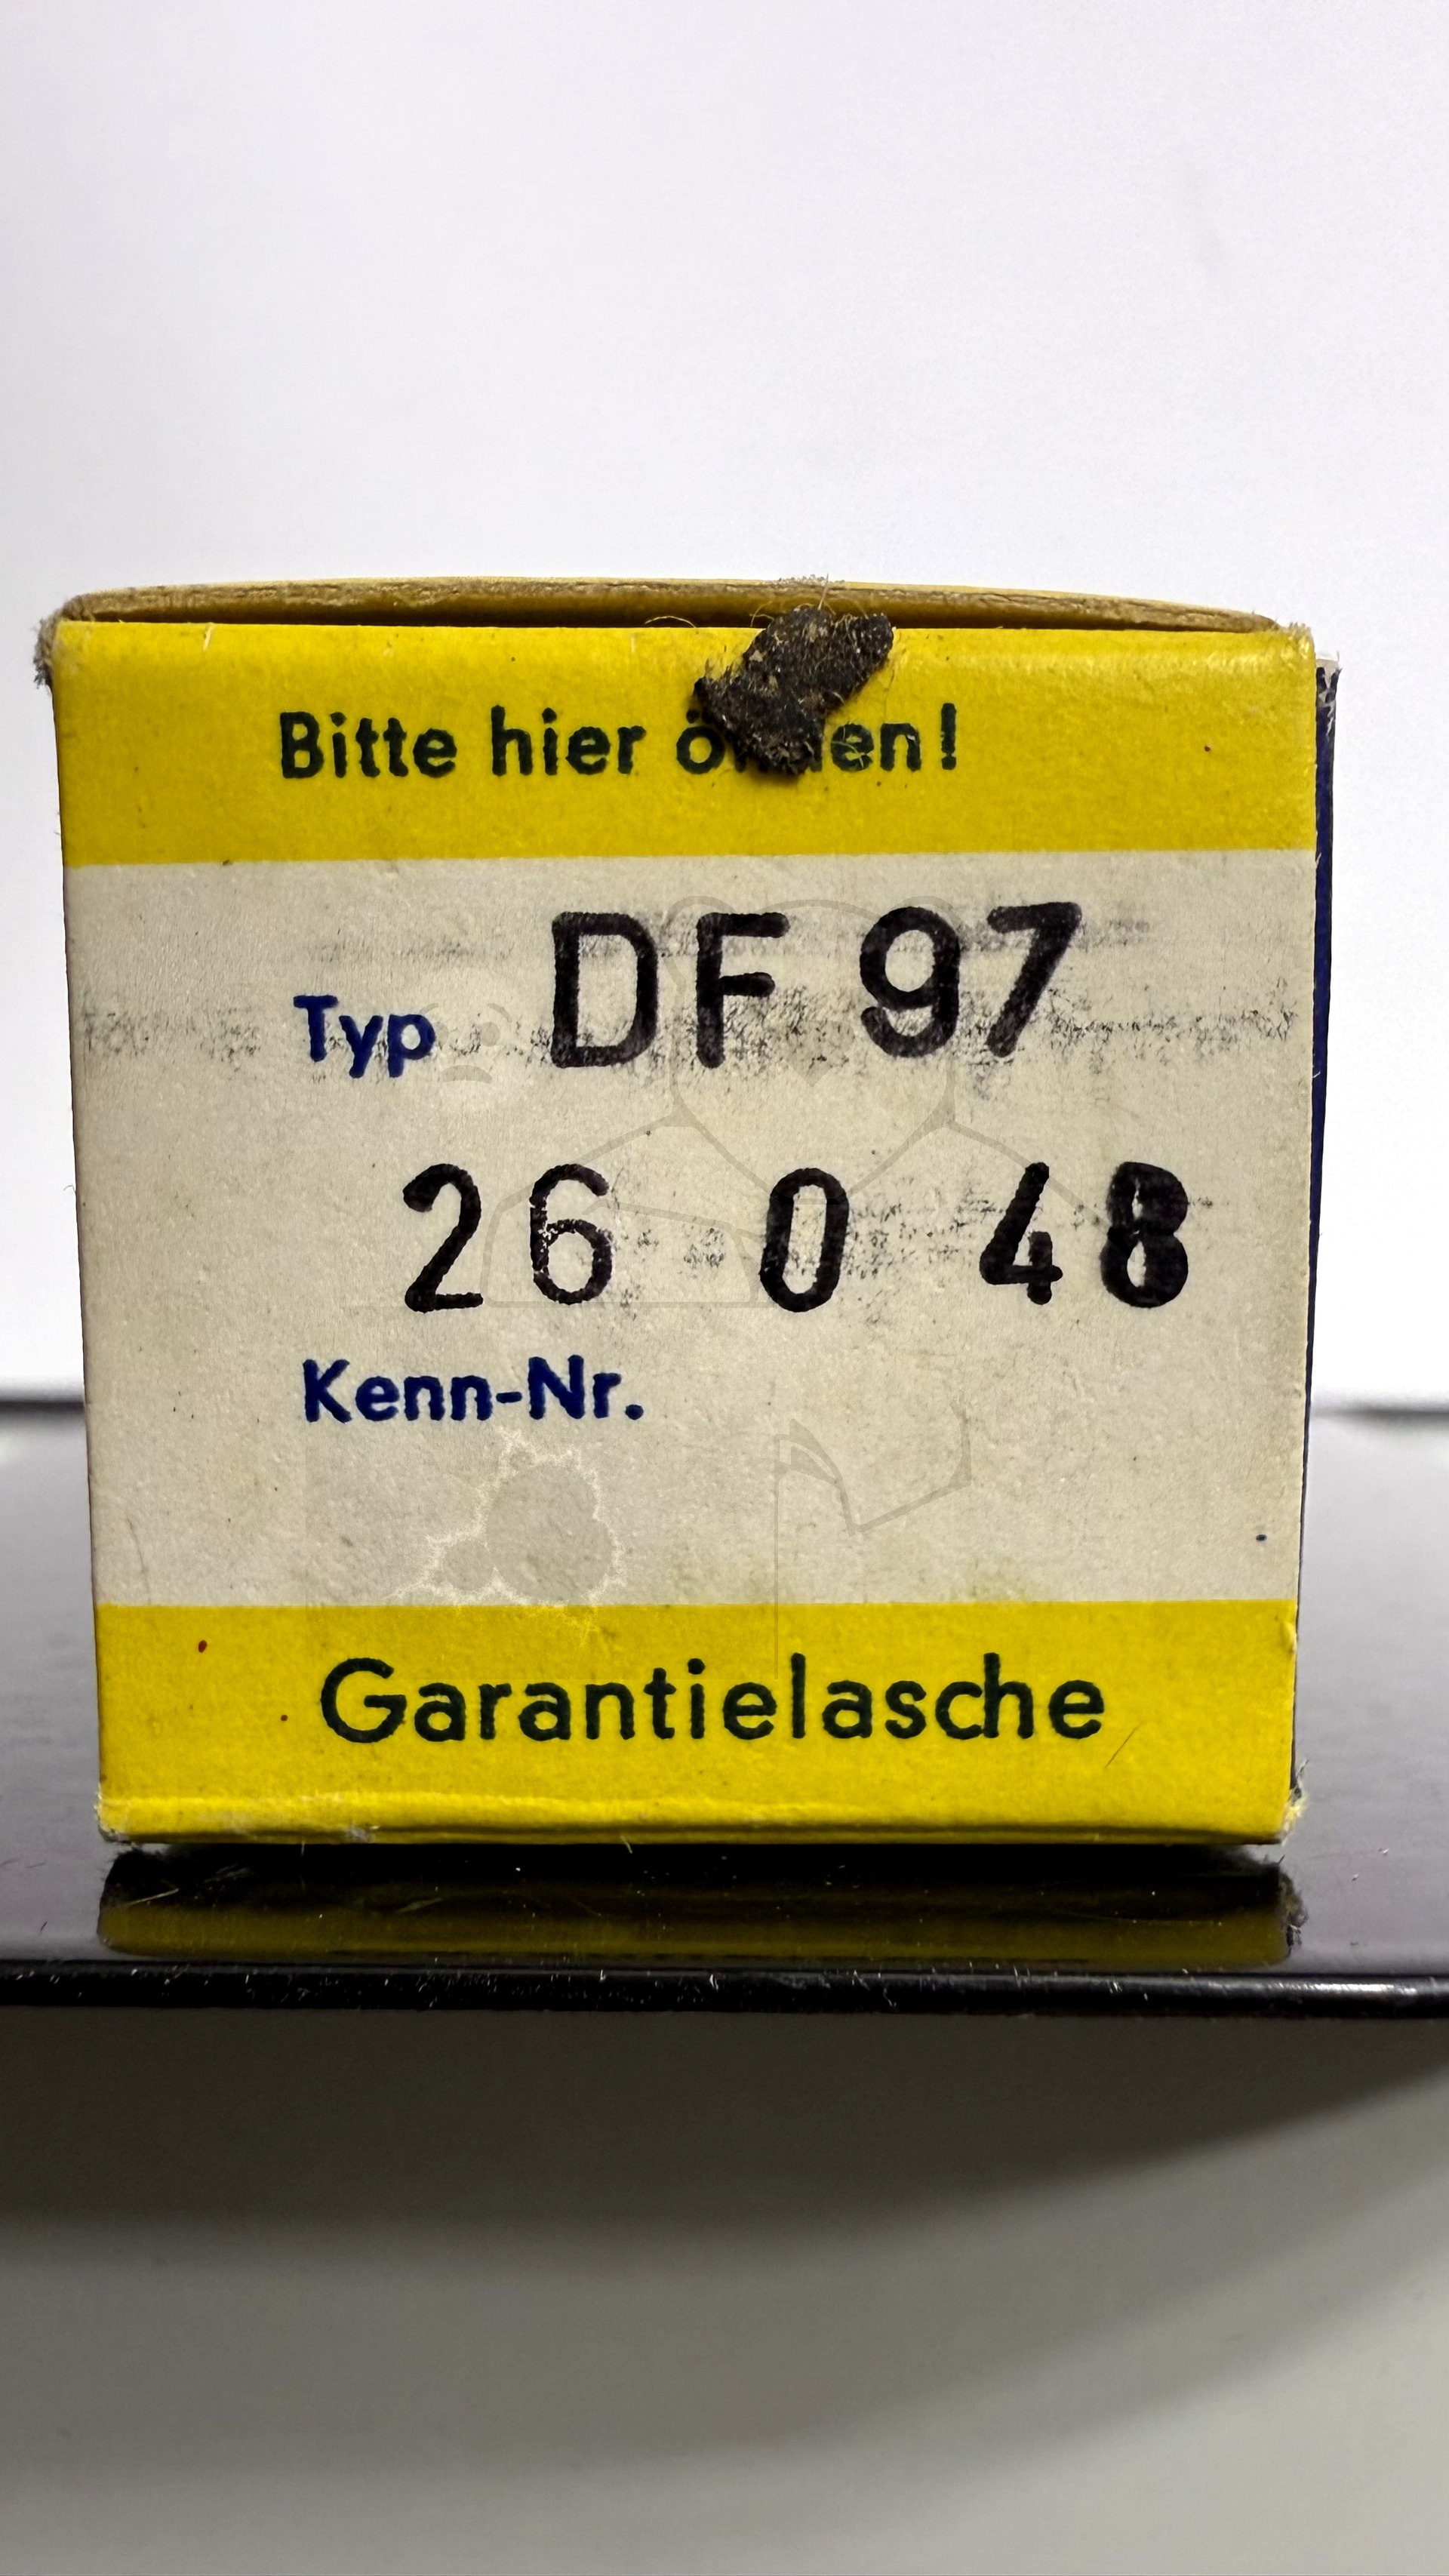 Bitte hier !
Typ DF 97
26 0 48
Kenn-Nr.
Garantielasche